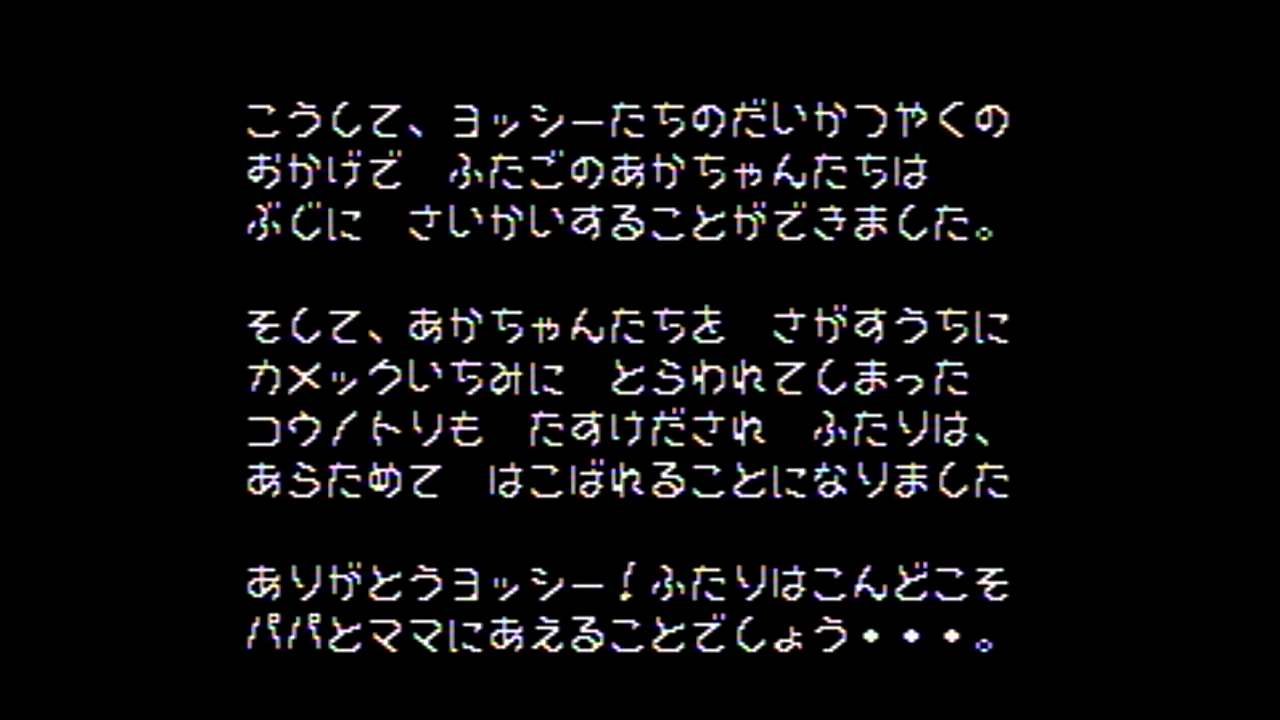 こうして、ヨッシーたちのだいかつやくの
おかげで　ふたごのあかちゃんたちは
ぶじに　さいかいすることができました。
そして、あかちゃんたちを　さがすうちに
カメックいちみに　とらわれてしまった
コウノトリも　たすけだされ　ふたりは、
あらためて　はこばれることになりました
ありがとうヨッシー！ふたりはこんどこそ
パパとママにあえることでしょう・・・。